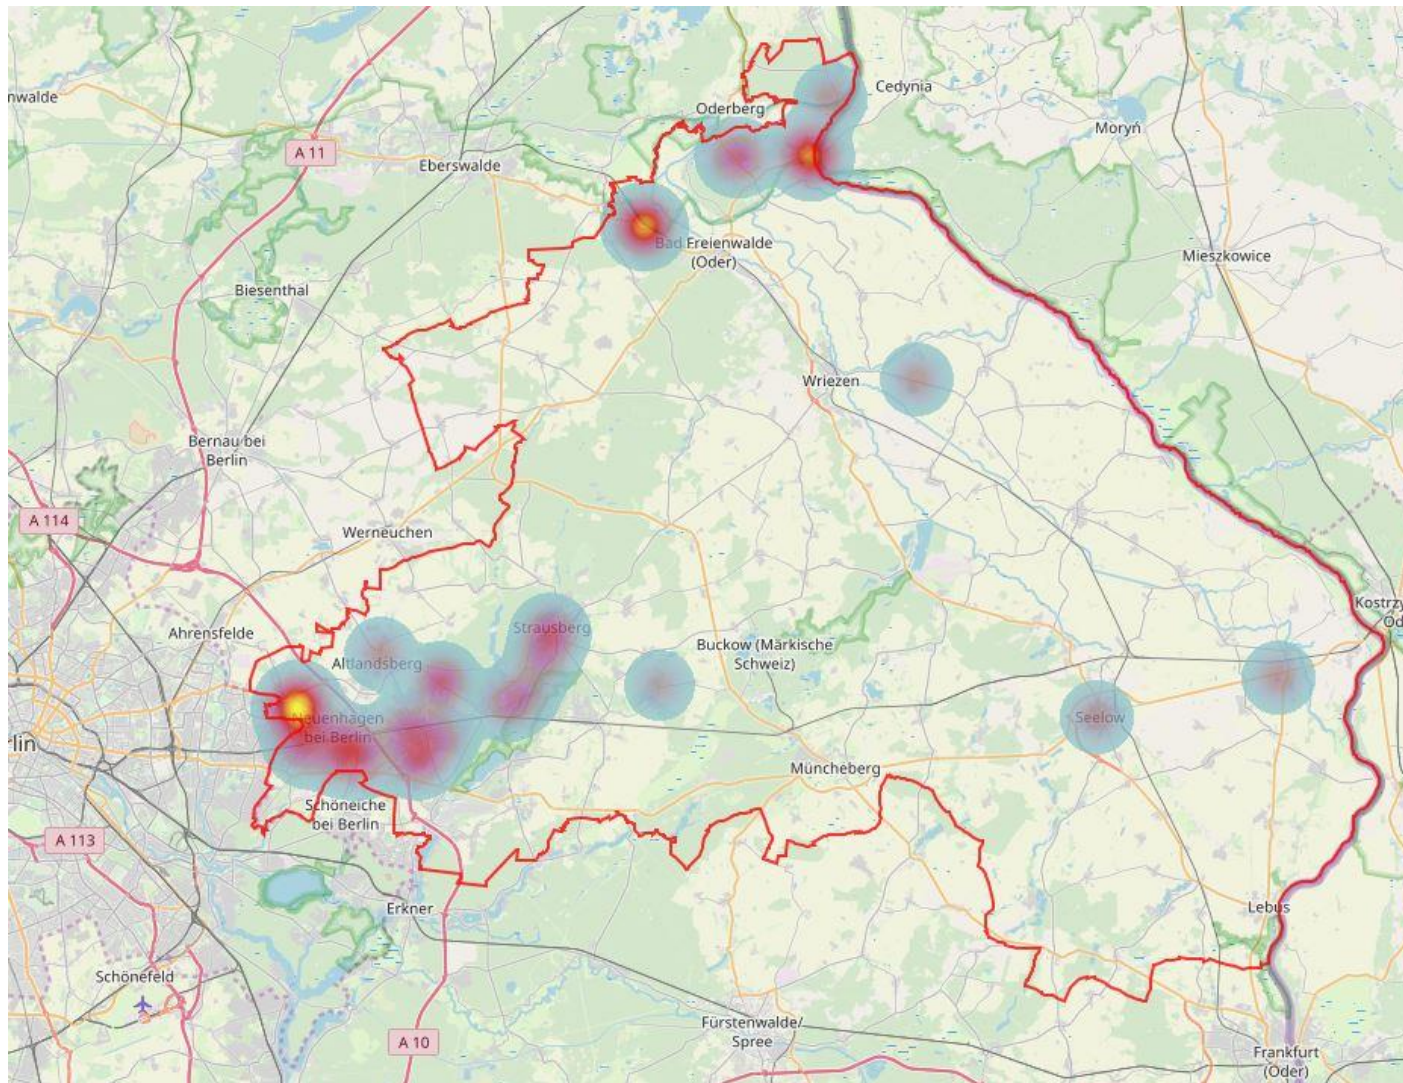 Cedynia
nwalde
Oderberg
Moryń
A 11
Eberswalde
Bad Freienwalde
(Oder)
Mieszkowice
Biesenthal
Wriezen
Bernau bei
Berlin
A 114
Werneuchen
Kostrzy
Od
Ahrensfelde
Strausberg
Buckow (Märkische
Schweiz)
Altlandsberg
Neuenhagen
bei Berlin
Seelow
lin
Müncheberg
Schöneiche
bei Berlin
A 113
Erkner
Lebus
Schönefeld
Fürstenwalde/
Spree
A 10
Frankfurt
(Oder)